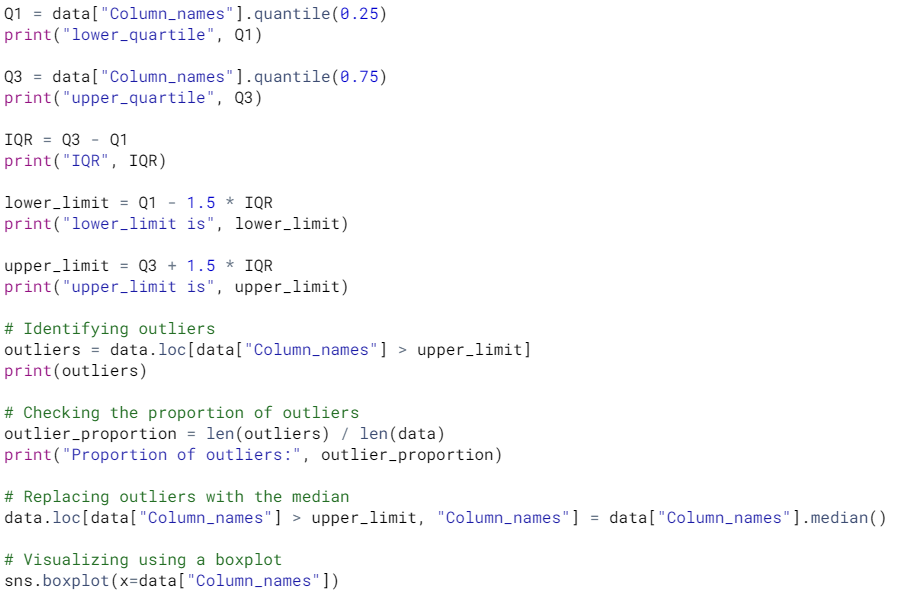 Q1 = data["Column_names"].quantile(0.25)
print("lower_quartile", Q1)
Q3 = data["Column_names"].quantile(0.75)
print("upper_quartile", Q3)
IQR = Q3 - Q1
print("IQR", IQR)
lower_limit = Q1 - 1.5 * IQR
print("lower_limit is", lower_limit)
upper_limit = Q3 + 1.5 * IQR
print("upper_limit is", upper_limit)
# Identifying outliers
outliers = data.loc[data["Column_names"] > upper_limit]
print(outliers)
# Checking the proportion of outliers
outlier_proportion = len(outliers) / len(data)
print("Proportion of outliers:", outlier_proportion)
# Replacing outliers with the median
data.loc[data["Column_names"] > upper_limit, "Column_names"] = data["Column_names"].median()
# Visualizing using a boxplot
sns.boxplot(x=data["Column_names"])